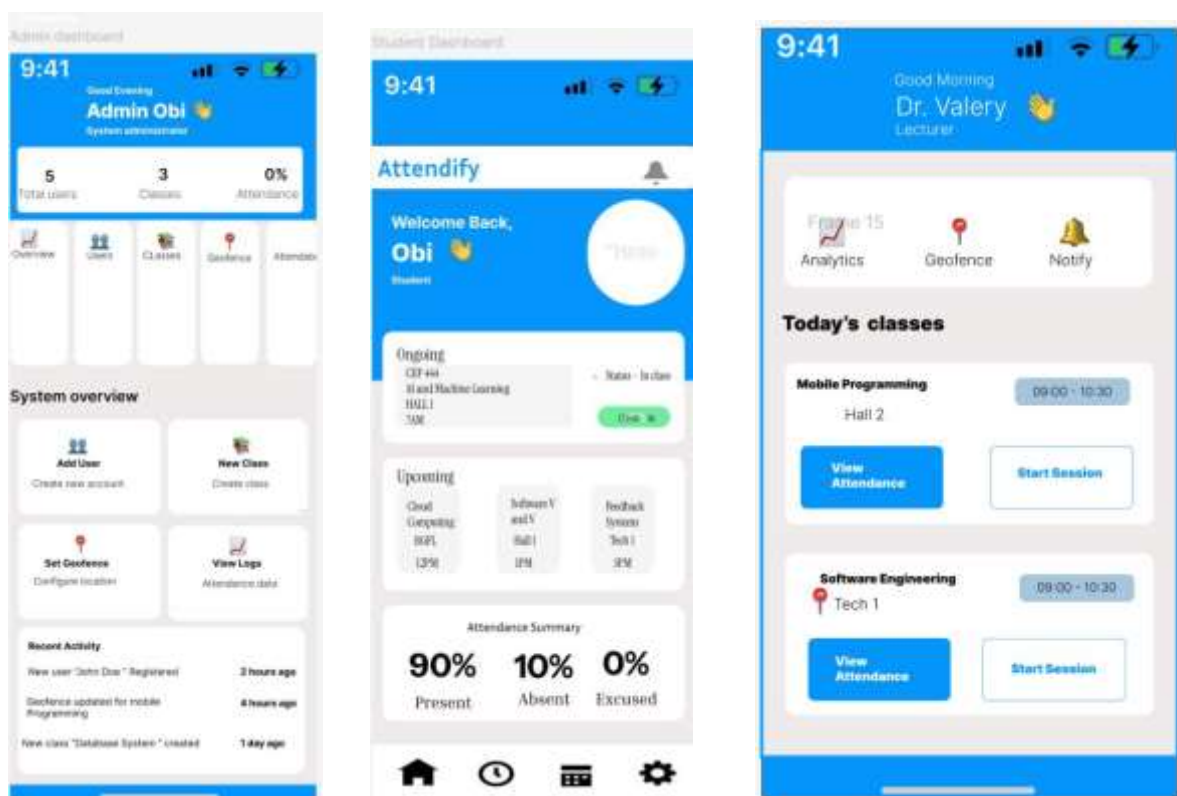 Admin dashboard
9:41
Good Evening
Admin Obi 👋
System administrator
5
Total users
3
Classes
0%
Attendance
Overview
Users
CLasses
Geofence
Attendanc
System overview
Add User
Create new account
New Class
Create class
Set Geofence
Configure location
View Logs
Attendance data
Recent Activity
New user "John Doe " Registered
2 hours ago
Geofence updated for mobile
Programming
4 hours ago
New class "Database System " created
1 day ago
Student Dashboard
9:41
Attendify
Welcome Back,
Obi 👋
Student
Ongoing
CEF 444
AI and Machine Learning
HALL 1
7AM
- Status - In class
Upcoming
Cloud
Computing
12PM
Software V
and V
Hall 1
1PM
Feedback
Systems
Tech 1
3PM
Attendance Summary
90%
Present
10%
Absent
0%
Excused
9:41
Good Morning
Dr. Valery 👋
Lecturer
Frame 15
Analytics
Geofence
Notify
Today's classes
Mobile Programming
Hall 2
09:00 - 10:30
View
Attendance
Start Session
Software Engineering
Tech 1
09:00 - 10:30
View
Attendance
Start Session